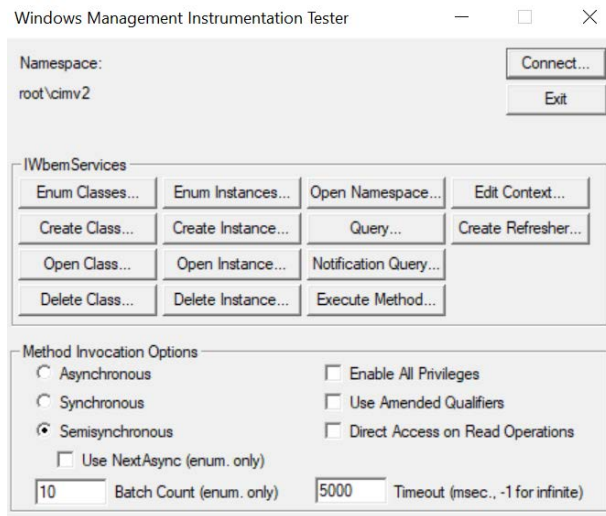 Windows Management Instrumentation Tester
Namespace:
Connect...
root\cimv2
Exit
IWbemServices
Enum Classes... Enum Instances... Open Namespace... Edit Context...
Create Class... Create Instance... Query... Create Refresher...
Open Class... Open Instance... Notification Query...
Delete Class... Delete Instance... Execute Method...
Method Invocation Options
Asynchronous Enable All Privileges
Synchronous Use Amended Qualifiers
Semisynchronous Direct Access on Read Operations
Use NextAsync (enum. only)
10 Batch Count (enum. only) 5000 Timeout (msec., -1 for infinite)